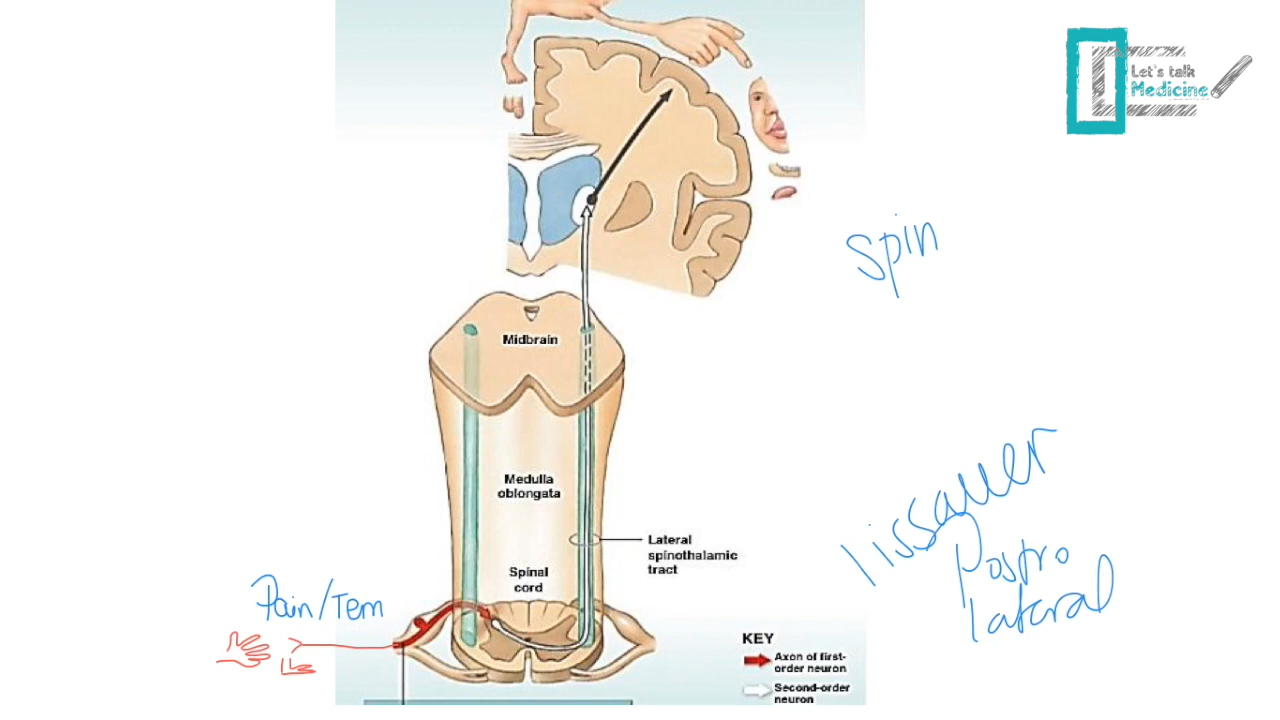 Let's talk
Medicine
Spin
Midbrain
Medulla
oblongata
lissauer
Lateral
spinothalamic
tract
Postro
lateral
Spinal
cord
Pain/Tem
KEY
Axon of first-
order neuron
Second-order
neuron